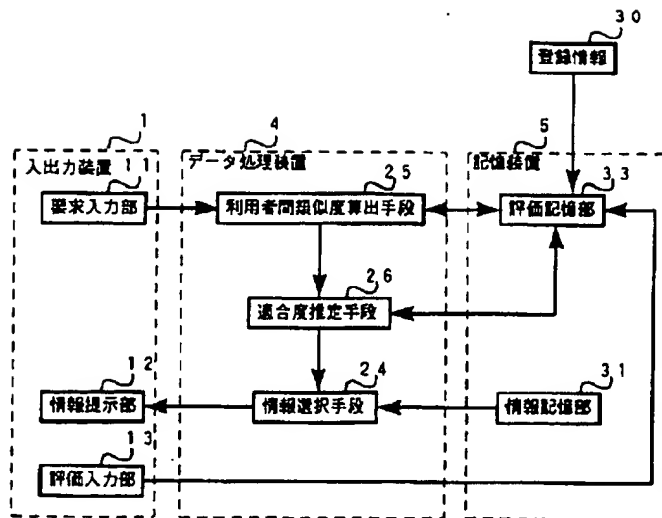 30
登録情報
1
4
5
入出力装置
データ処理装置
記憶装置
11
25
33
要求入力部
利用者間類似度算出手段
評価記憶部
26
適合度推定手段
12
24
31
情報提示部
情報選択手段
情報記憶部
13
評価入力部